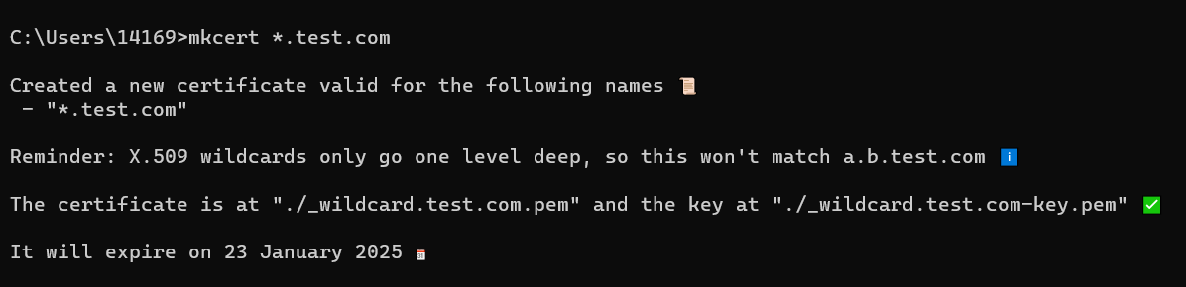 C:\Users\14169>mkcert *.test.com
Created a new certificate valid for the following names 📜
- "*.test.com"
Reminder: X.509 wildcards only go one level deep, so this won't match a.b.test.com ℹ️
The certificate is at "./_wildcard.test.com.pem" and the key at "./_wildcard.test.com-key.pem" ✅
It will expire on 23 January 2025 🗓